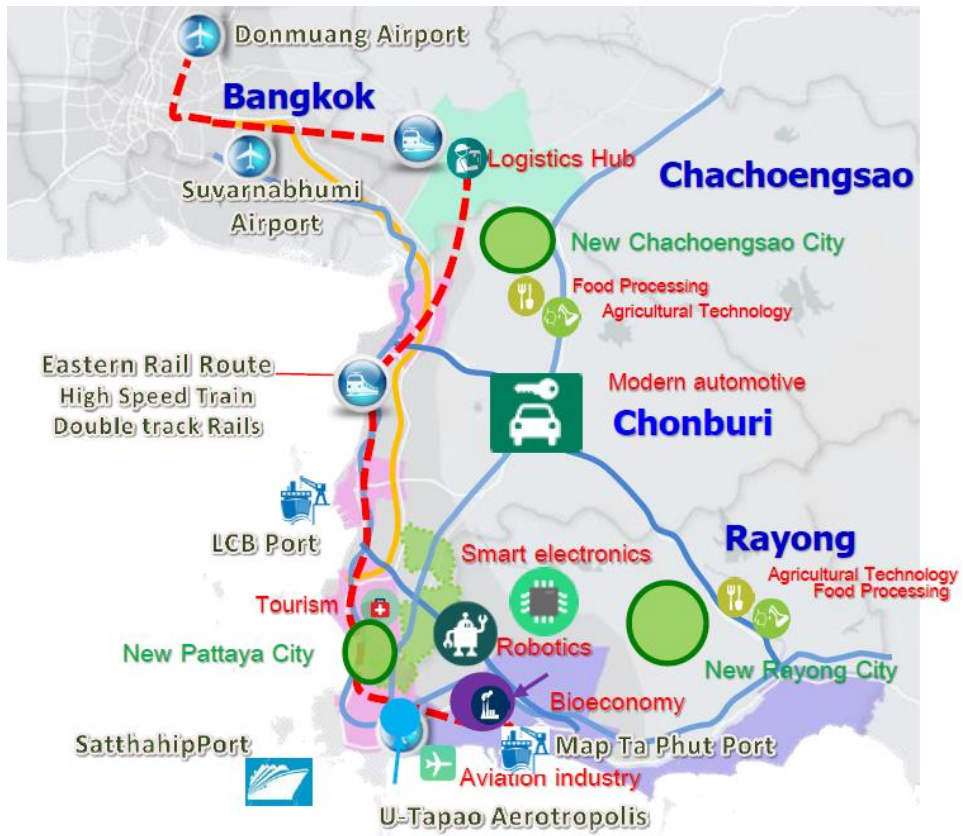 Donmuang Airport
Bangkok
Logistics Hub
Chachoengsao
Suvarnabhumi
Airport
New Chachoengsao City
Food Processing
Agricultural Technology
Eastern Rail Route
High Speed Train
Double track Rails
Modern automotive
Chonburi
LCB Port
Rayong
Smart electronics
Agricultural Technology
Food Processing
Tourism
New Pattaya City
Robotics
New Rayong City
Bioeconomy
SatthahipPort
Map Ta Phut Port
Aviation industry
U-Tapao Aerotropolis